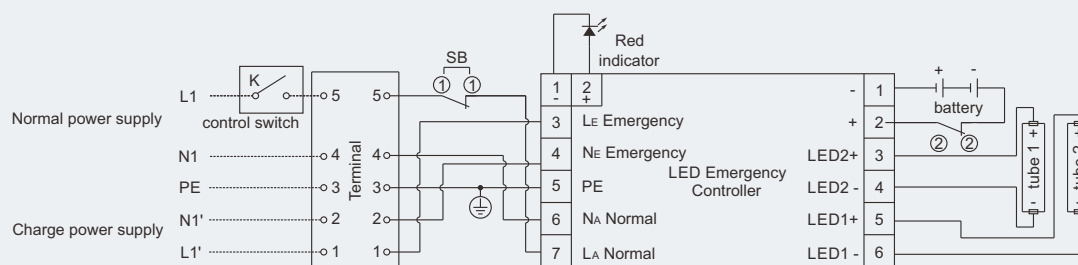 Normal power supply
Charge power supply
L1
N1
PE
N1'
L1'
K
control switch
5
4
3
2
1
Terminal
5
4
3
2
1
SB
① ①
Red
indicator
1 2
- +
3 LE Emergency
4 NE Emergency
5 PE
6 NA Normal
7 LA Normal
LED Emergency
Controller
- 1
+ 2
LED2+ 3
LED2 - 4
LED1+ 5
LED1 - 6
+ -
battery
② ②
- tube 1 +